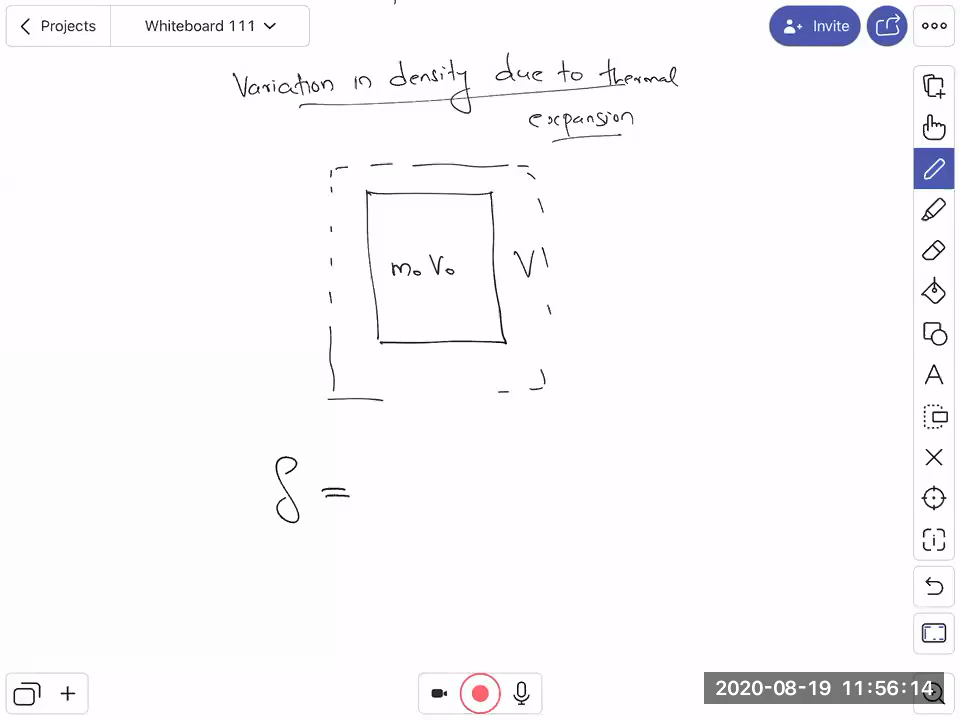 Projects
Whiteboard 111
Invite
Variation in density due to thermal
expansion
m₀ V₀
V
A
S =
2020-08-19 11:56:14